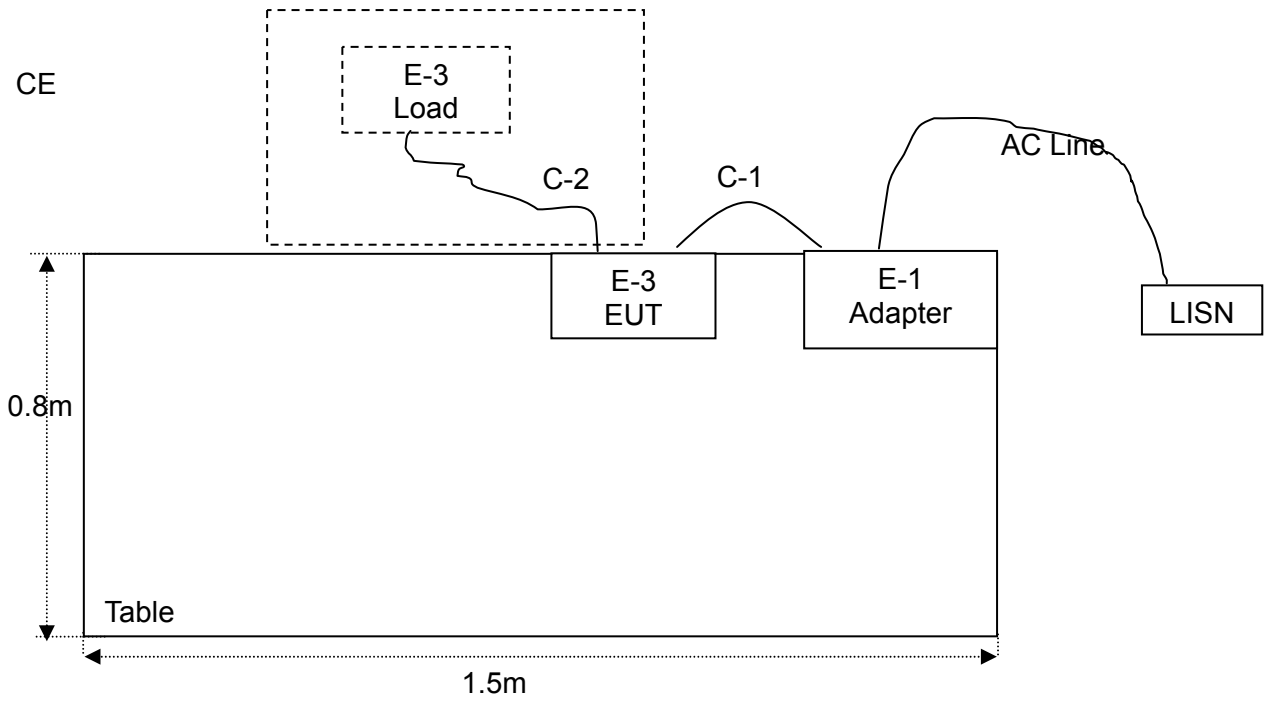 CE
E-3
Load
C-2
C-1
AC Line
E-3
EUT
E-1
Adapter
LISN
0.8m
Table
1.5m